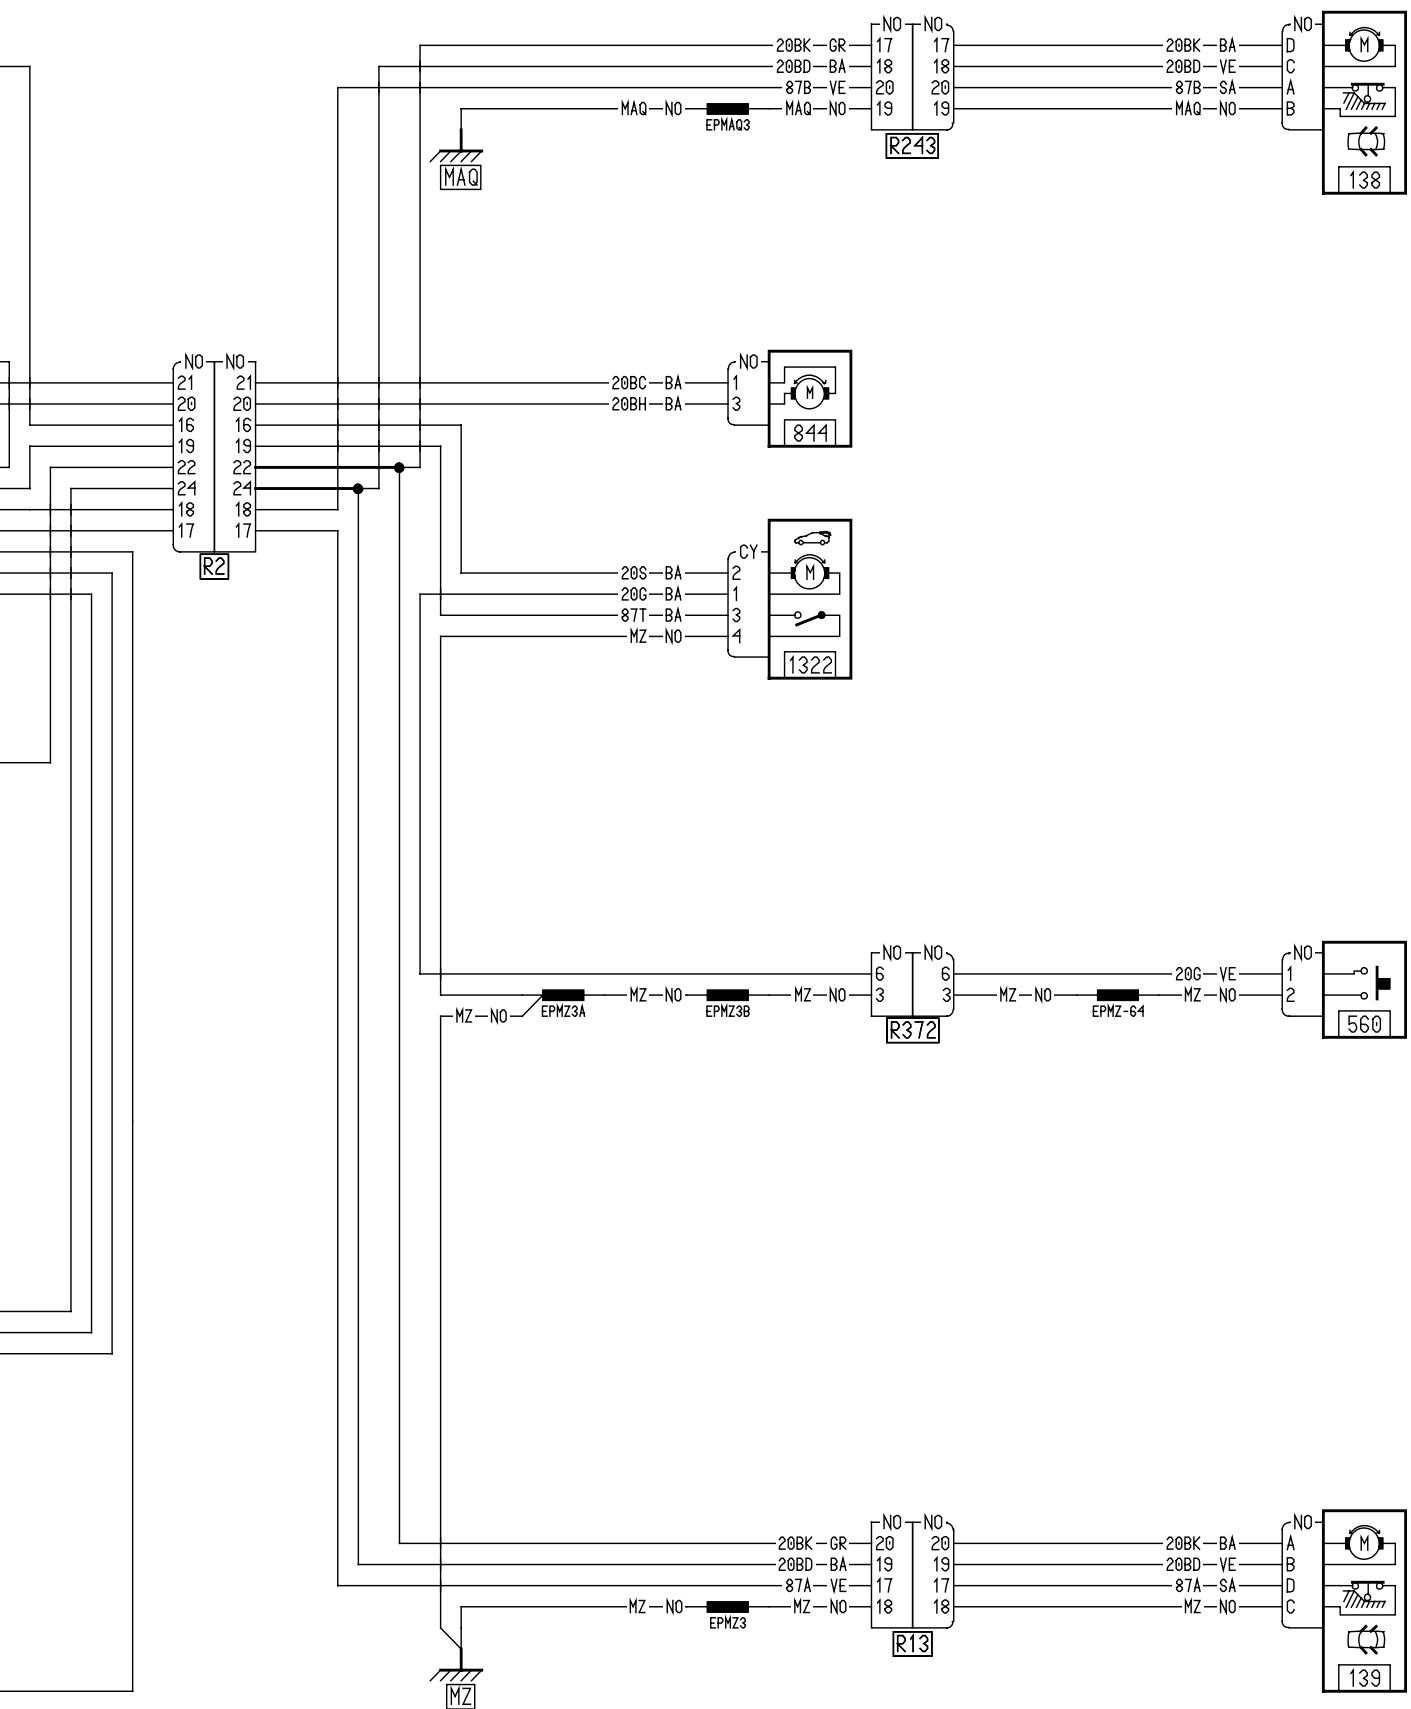 NO NO NO
20BK GR 17 17 20BK BA D M
20BD BA 18 18 20BD VE C
87B VE 20 20 87B SA A
MAQ NO MAQ NO 19 19 MAQ NO B
EPMAQ3
R243
MAQ
138
NO NO NO
21 21 20BC BA 1
20 20 20BH BA 3 M
16 16
19 19 844
22 22
24 24
18 18
17 17
R2
CY
20S BA 2 M
20G BA 1
87T BA 3
MZ NO 4
1322
NO NO NO
6 6 20G VE 1
MZ NO MZ NO 3 3 MZ NO MZ NO 2
MZ NO EPMZ3A EPMZ3B EPMZ-64
R372 560
NO NO NO
20BK GR 20 20 20BK BA A M
20BD BA 19 19 20BD VE B
87A VE 17 17 87A SA D
MZ NO MZ NO 18 18 MZ NO C
EPMZ3
R13
139
MZ